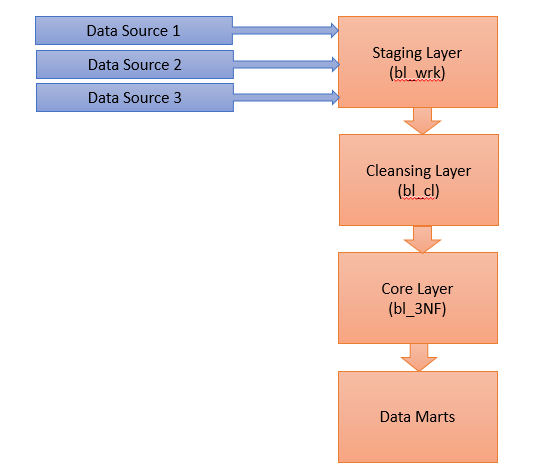 Data Source 1
Data Source 2
Data Source 3
Staging Layer
(bl_wrk)
Cleansing Layer
(bl_cl)
Core Layer
(bl_3NF)
Data Marts